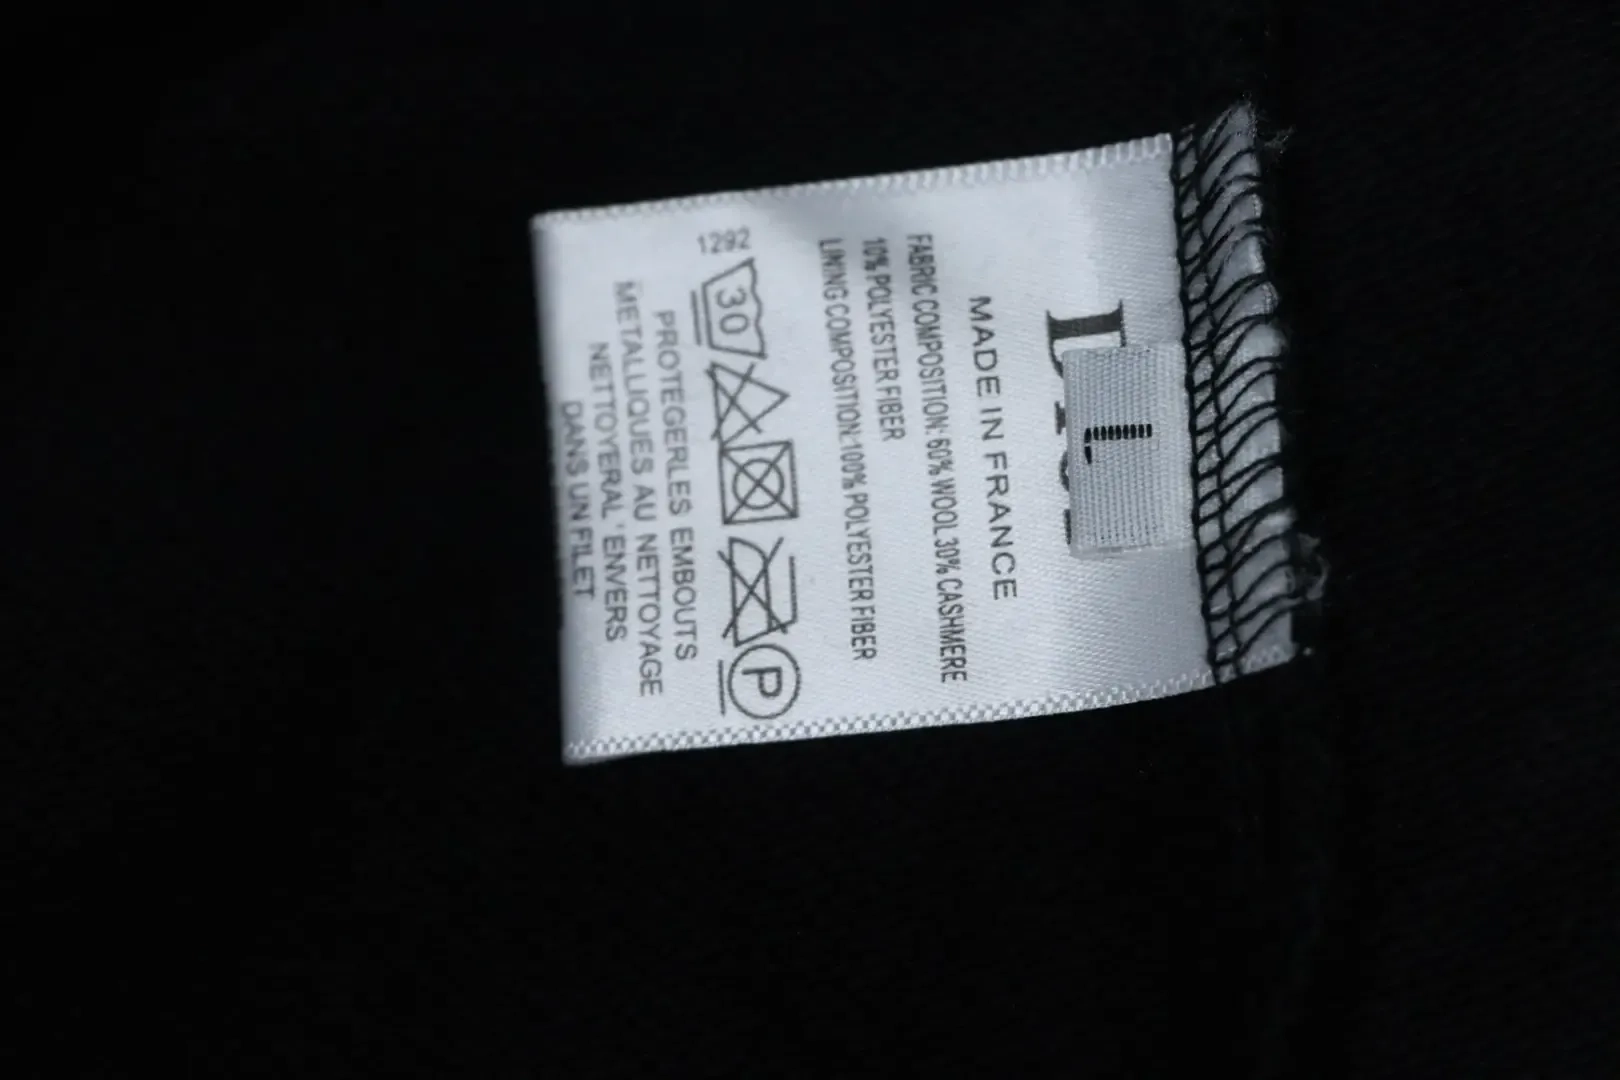 L
MADE IN FRANCE
FABRIC COMPOSITION: 60% WOOL 30% CASHMERE
10% POLYESTER FIBER
LINING COMPOSITION:100% POLYESTER FIBER
1292
30
P
PROTEGERLES EMBOUTS
METALLIQUES AU NETTOYAGE
NETTOYERAL'ENVERS
DANS UN FILET